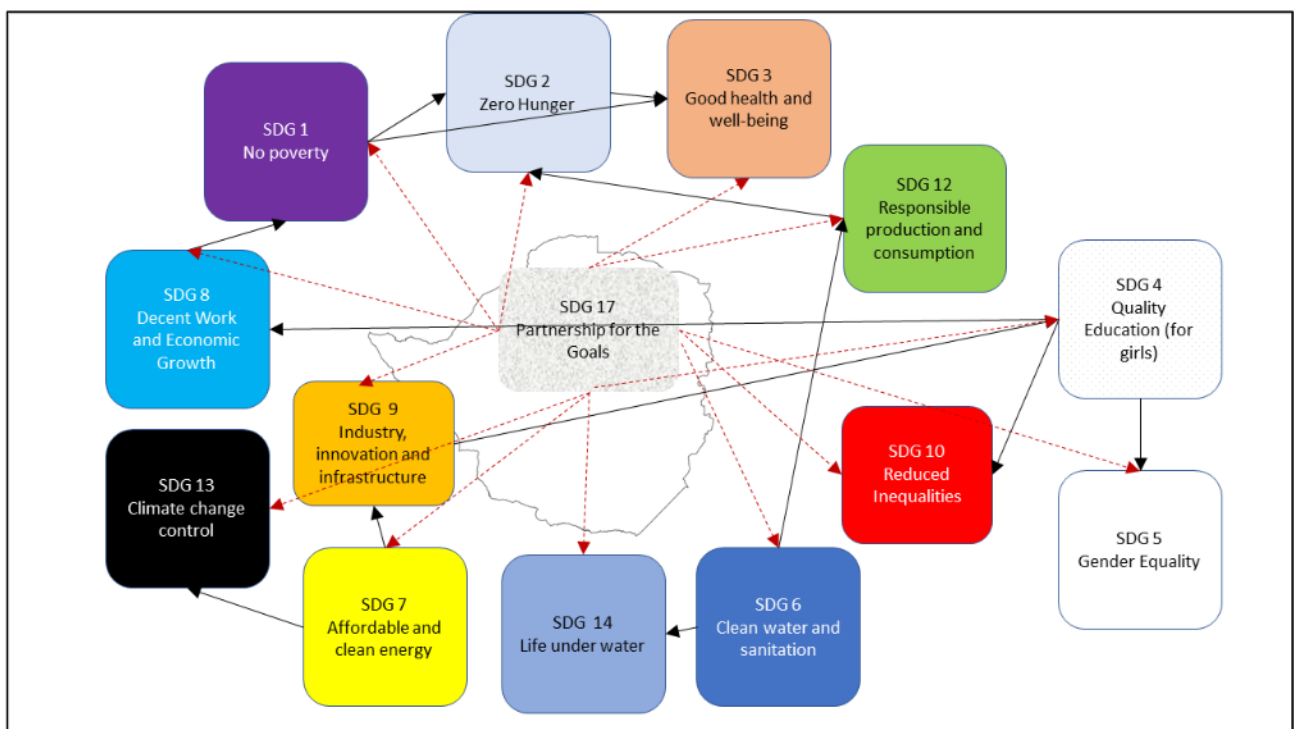 SDG 1
No poverty
SDG 2
Zero Hunger
SDG 3
Good health and
well-being
SDG 12
Responsible
production and
consumption
SDG 4
Quality
Education (for
girls)
SDG 8
Decent Work
and Economic
Growth
SDG 17
Partnership for the
Goals
SDG 9
Industry,
innovation and
infrastructure
SDG 10
Reduced
Inequalities
SDG 13
Climate change
control
SDG 5
Gender Equality
SDG 7
Affordable and
clean energy
SDG 14
Life under water
SDG 6
Clean water and
sanitation